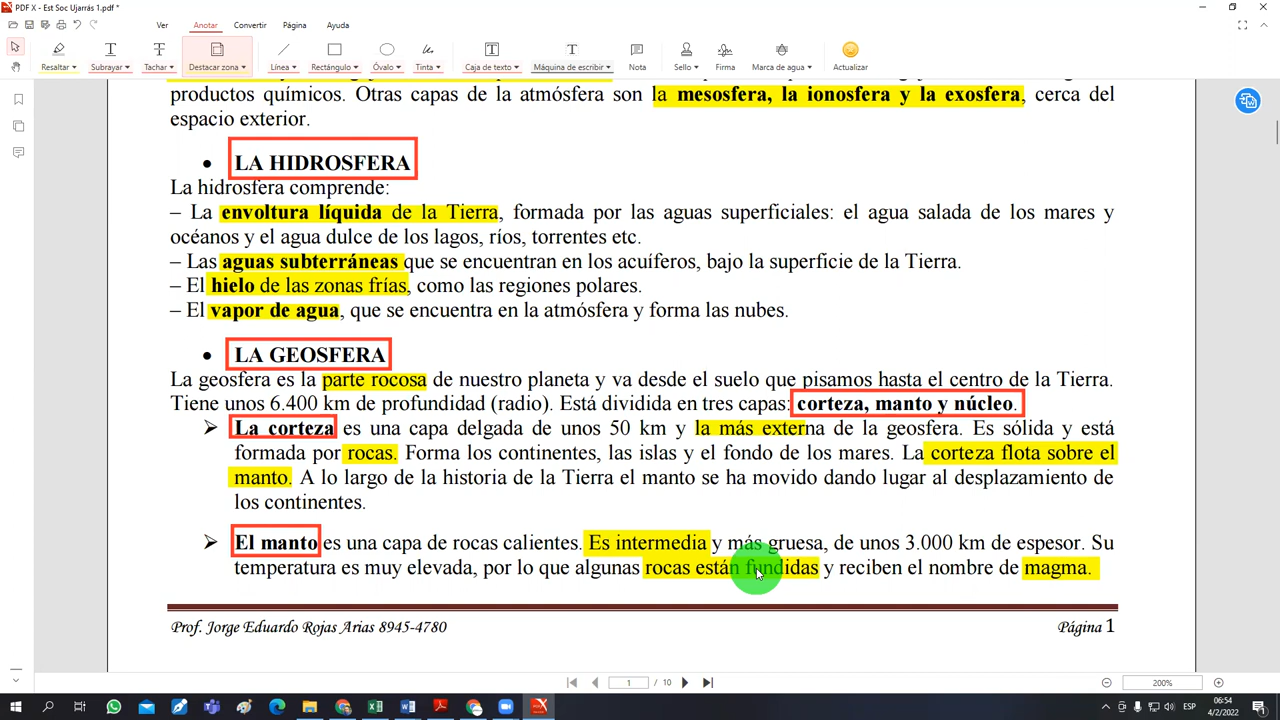 PDF X - Est Soc Ujarrás 1.pdf *
Ver Anotar Convertir Página Ayuda
Resaltar Subrayar Tachar Destacar zona Línea Rectángulo Óvalo Tinta Caja de texto Máquina de escribir Nota Sello Firma Marca de agua Actualizar
productos químicos. Otras capas de la atmósfera son la mesosfera, la ionosfera y la exosfera, cerca del
espacio exterior.
• LA HIDROSFERA
La hidrosfera comprende:
– La envoltura líquida de la Tierra, formada por las aguas superficiales: el agua salada de los mares y
océanos y el agua dulce de los lagos, ríos, torrentes etc.
– Las aguas subterráneas que se encuentran en los acuíferos, bajo la superficie de la Tierra.
– El hielo de las zonas frías, como las regiones polares.
– El vapor de agua, que se encuentra en la atmósfera y forma las nubes.
• LA GEOSFERA
La geosfera es la parte rocosa de nuestro planeta y va desde el suelo que pisamos hasta el centro de la Tierra.
Tiene unos 6.400 km de profundidad (radio). Está dividida en tres capas: corteza, manto y núcleo.
➢ La corteza es una capa delgada de unos 50 km y la más externa de la geosfera. Es sólida y está
formada por rocas. Forma los continentes, las islas y el fondo de los mares. La corteza flota sobre el
manto. A lo largo de la historia de la Tierra el manto se ha movido dando lugar al desplazamiento de
los continentes.
➢ El manto es una capa de rocas calientes. Es intermedia y más gruesa, de unos 3.000 km de espesor. Su
temperatura es muy elevada, por lo que algunas rocas están fundidas y reciben el nombre de magma.
Prof. Jorge Eduardo Rojas Arias 8945-4780 Página 1
1 / 10 200%
06:54
ESP
4/2/2022